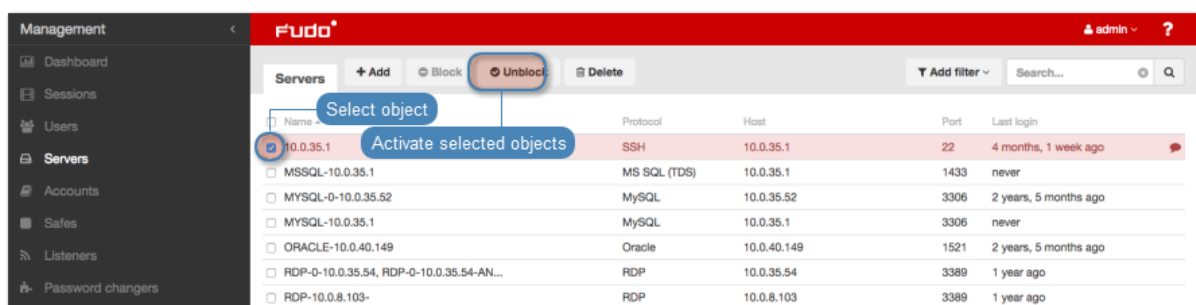 Management
Fudo
admin
?
Dashboard
Sessions
Users
Servers
Accounts
Safes
Listeners
Password changers
Servers
+ Add
Block
Unblock
Delete
Add filter
Search...
Select object
Activate selected objects
Name Protocol Host Port Last login
10.0.35.1 SSH 10.0.35.1 22 4 months, 1 week ago
MSSQL-10.0.35.1 MS SQL (TDS) 10.0.35.1 1433 never
MYSQL-0-10.0.35.52 MySQL 10.0.35.52 3306 2 years, 5 months ago
MYSQL-10.0.35.1 MySQL 10.0.35.1 3306 never
ORACLE-10.0.40.149 Oracle 10.0.40.149 1521 2 years, 5 months ago
RDP-0-10.0.35.54, RDP-0-10.0.35.54-AN... RDP 10.0.35.54 3389 1 year ago
RDP-10.0.8.103- RDP 10.0.8.103 3389 1 year ago